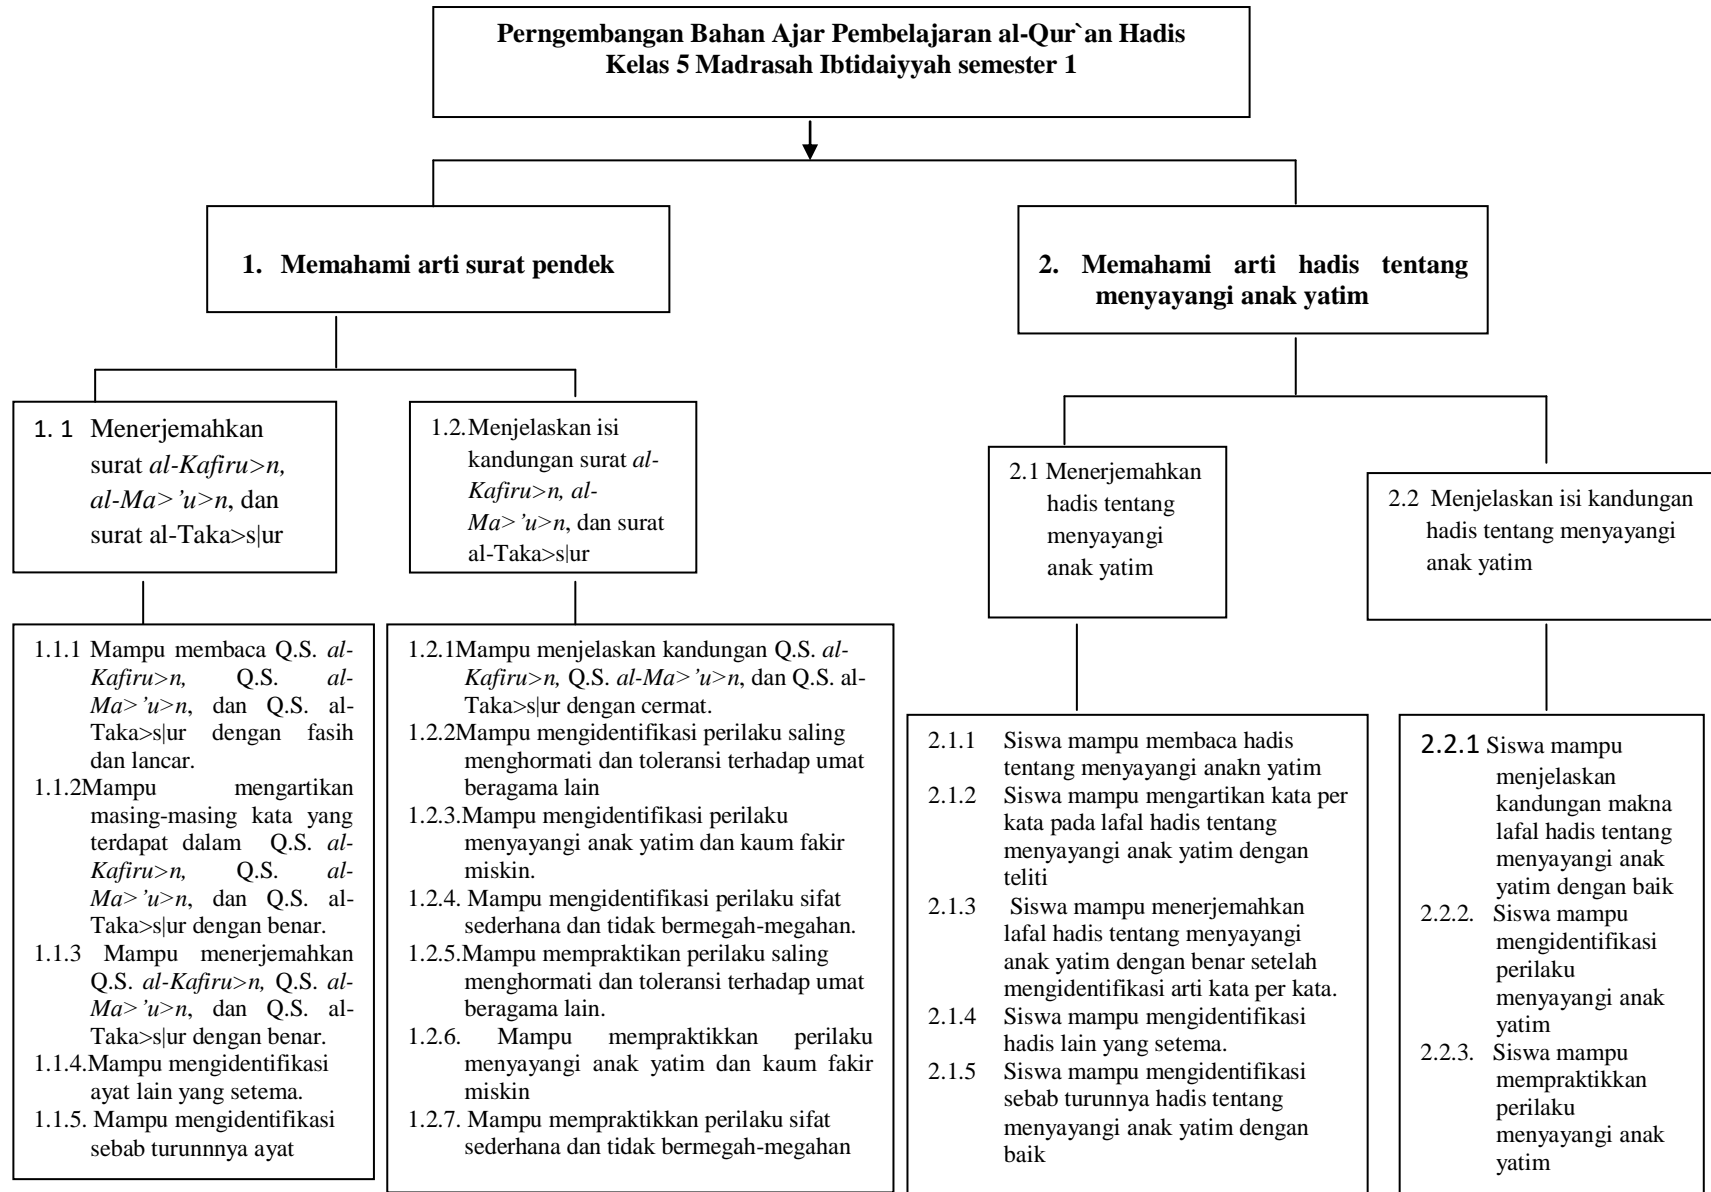 Perngembangan Bahan Ajar Pembelajaran al-Qur`an Hadis
Kelas 5 Madrasah Ibtidaiyyah semester 1
1. Memahami arti surat pendek
2. Memahami arti hadis tentang
menyayangi anak yatim
1. 1 Menerjemahkan
surat al-Kafiru>n,
al-Ma>'u>n, dan
surat al-Taka>s|ur
1.2.Menjelaskan isi
kandungan surat al-
Kafiru>n, al-
Ma>'u>n, dan surat
al-Taka>s|ur
2.1 Menerjemahkan
hadis tentang
menyayangi
anak yatim
2.2 Menjelaskan isi kandungan
hadis tentang menyayangi
anak yatim
1.1.1 Mampu membaca Q.S. al-
Kafiru>n, Q.S. al-
Ma>'u>n, dan Q.S. al-
Taka>s|ur dengan fasih
dan lancar.
1.1.2Mampu mengartikan
masing-masing kata yang
terdapat dalam Q.S. al-
Kafiru>n, Q.S. al-
Ma>'u>n, dan Q.S. al-
Taka>s|ur dengan benar.
1.1.3 Mampu menerjemahkan
Q.S. al-Kafiru>n, Q.S. al-
Ma>'u>n, dan Q.S. al-
Taka>s|ur dengan benar.
1.1.4.Mampu mengidentifikasi
ayat lain yang setema.
1.1.5. Mampu mengidentifikasi
sebab turunnnya ayat
1.2.1Mampu menjelaskan kandungan Q.S. al-
Kafiru>n, Q.S. al-Ma>'u>n, dan Q.S. al-
Taka>s|ur dengan cermat.
1.2.2Mampu mengidentifikasi perilaku saling
menghormati dan toleransi terhadap umat
beragama lain
1.2.3.Mampu mengidentifikasi perilaku
menyayangi anak yatim dan kaum fakir
miskin.
1.2.4. Mampu mengidentifikasi perilaku sifat
sederhana dan tidak bermegah-megahan.
1.2.5.Mampu mempraktikan perilaku saling
menghormati dan toleransi terhadap umat
beragama lain.
1.2.6. Mampu mempraktikkan perilaku
menyayangi anak yatim dan kaum fakir
miskin
1.2.7. Mampu mempraktikkan perilaku sifat
sederhana dan tidak bermegah-megahan
2.1.1 Siswa mampu membaca hadis
tentang menyayangi anakn yatim
2.1.2 Siswa mampu mengartikan kata per
kata pada lafal hadis tentang
menyayangi anak yatim dengan
teliti
2.1.3 Siswa mampu menerjemahkan
lafal hadis tentang menyayangi
anak yatim dengan benar setelah
mengidentifikasi arti kata per kata.
2.1.4 Siswa mampu mengidentifikasi
hadis lain yang setema.
2.1.5 Siswa mampu mengidentifikasi
sebab turunnya hadis tentang
menyayangi anak yatim dengan
baik
2.2.1 Siswa mampu
menjelaskan
kandungan makna
lafal hadis tentang
menyayangi anak
yatim dengan baik
2.2.2. Siswa mampu
mengidentifikasi
perilaku
menyayangi anak
yatim
2.2.3. Siswa mampu
mempraktikkan
perilaku
menyayangi anak
yatim